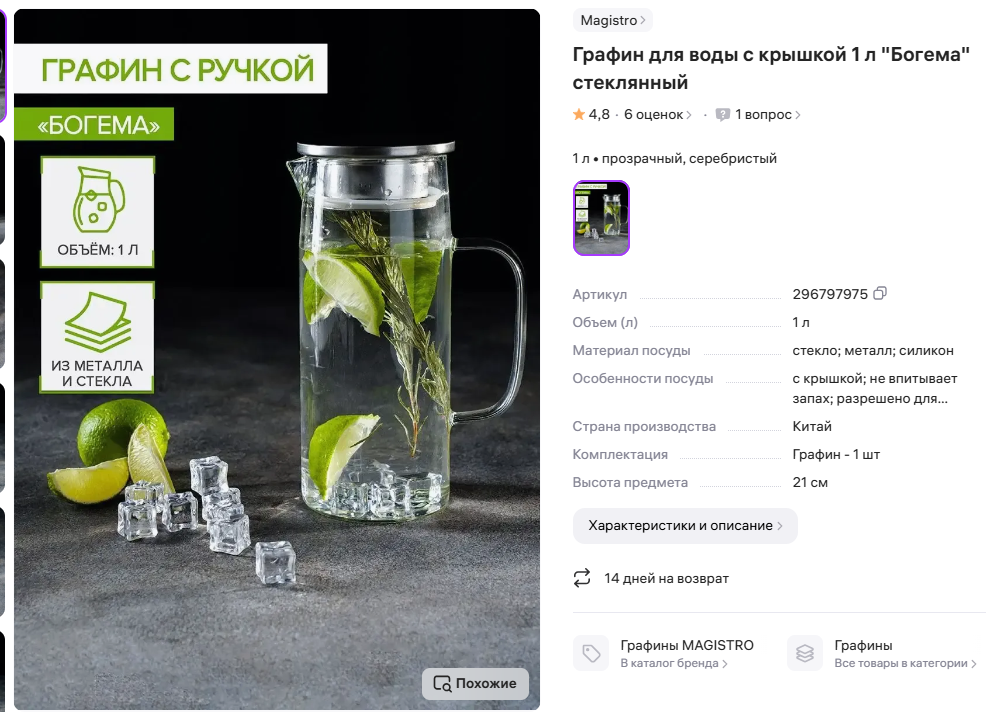 ГРАФИН С РУЧКОЙ
«БОГЕМА»
ОБЪЁМ: 1 Л
ИЗ МЕТАЛЛА
И СТЕКЛА
Похожие
Magistro
Графин для воды с крышкой 1 л "Богема"
стеклянный
4,8 · 6 оценок · 1 вопрос
1 л • прозрачный, серебристый
Артикул 296797975
Объем (л) 1 л
Материал посуды стекло; металл; силикон
Особенности посуды с крышкой; не впитывает
запах; разрешено для...
Страна производства Китай
Комплектация Графин - 1 шт
Высота предмета 21 см
Характеристики и описание
14 дней на возврат
Графины MAGISTRO
В каталог бренда
Графины
Все товары в категории